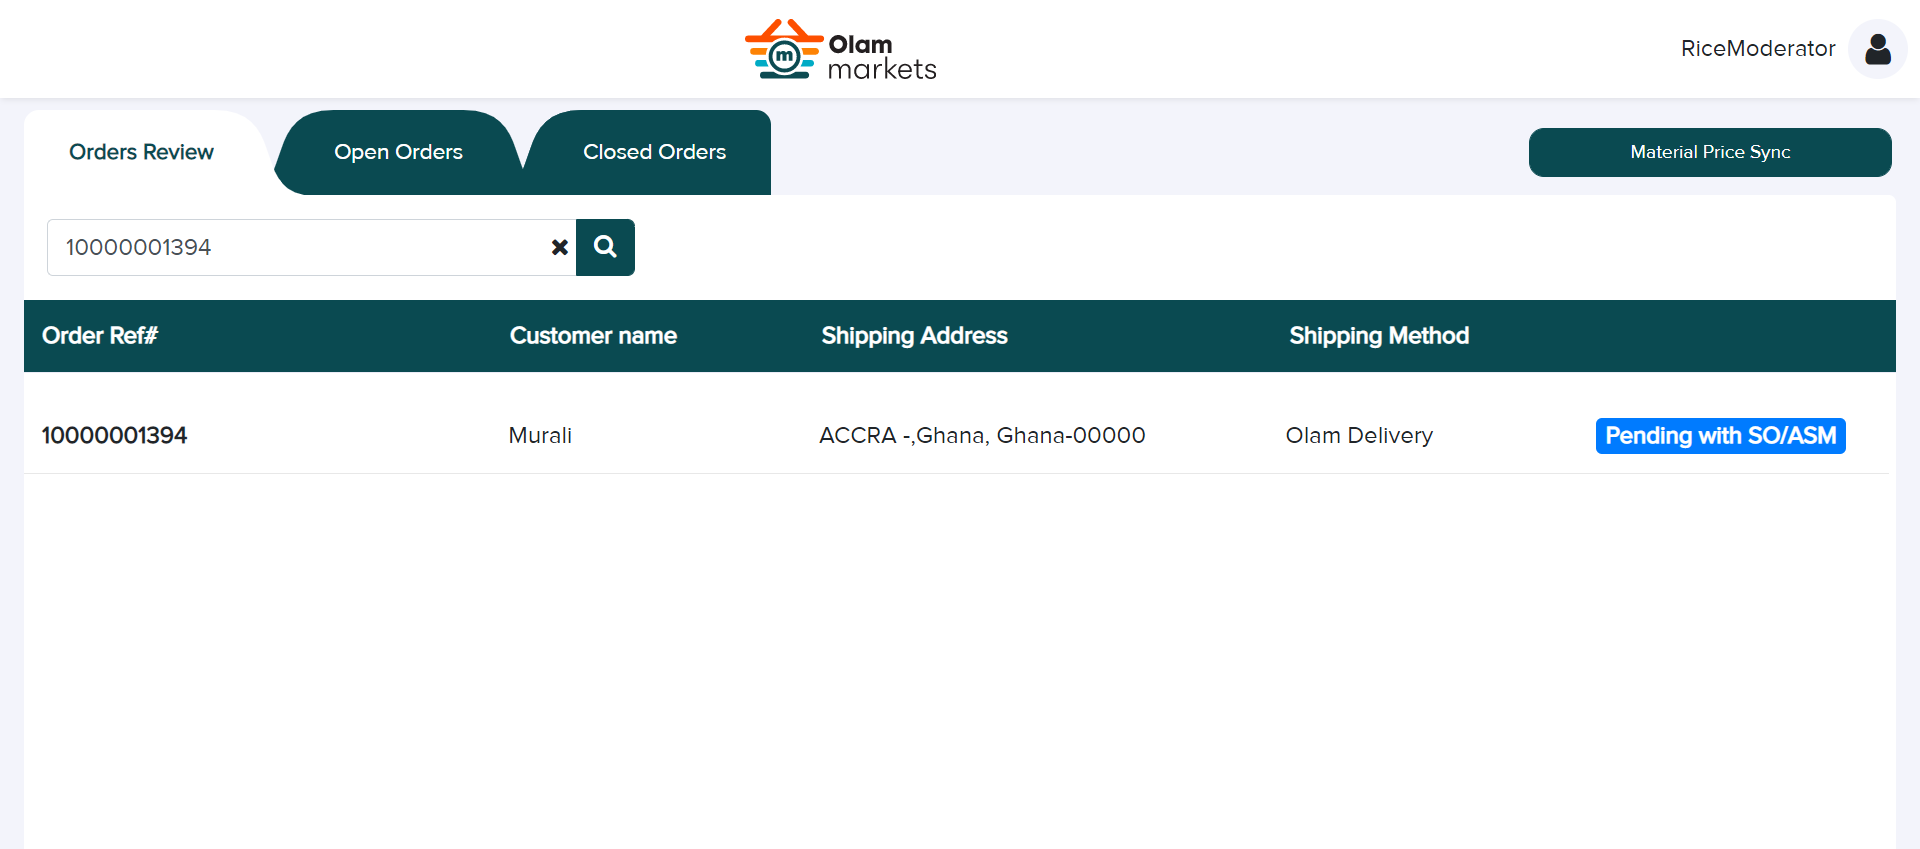 m
Olam
markets
RiceModerator
Orders Review
Open Orders
Closed Orders
Material Price Sync
10000001394
Order Ref#
Customer name
Shipping Address
Shipping Method
10000001394
Murali
ACCRA -,Ghana, Ghana-00000
Olam Delivery
Pending with SO/ASM